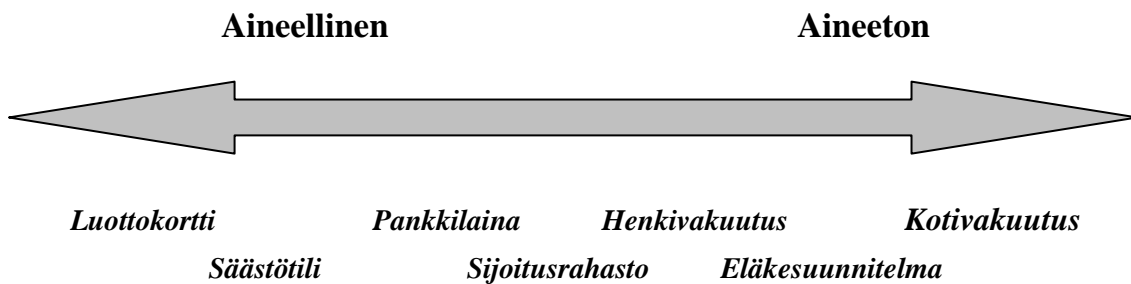 Aineellinen Aineeton
Luottokortti Pankkilaina Henkivakuutus Kotivakuutus
Säästötili Sijoitusrahasto Eläkesuunnitelma